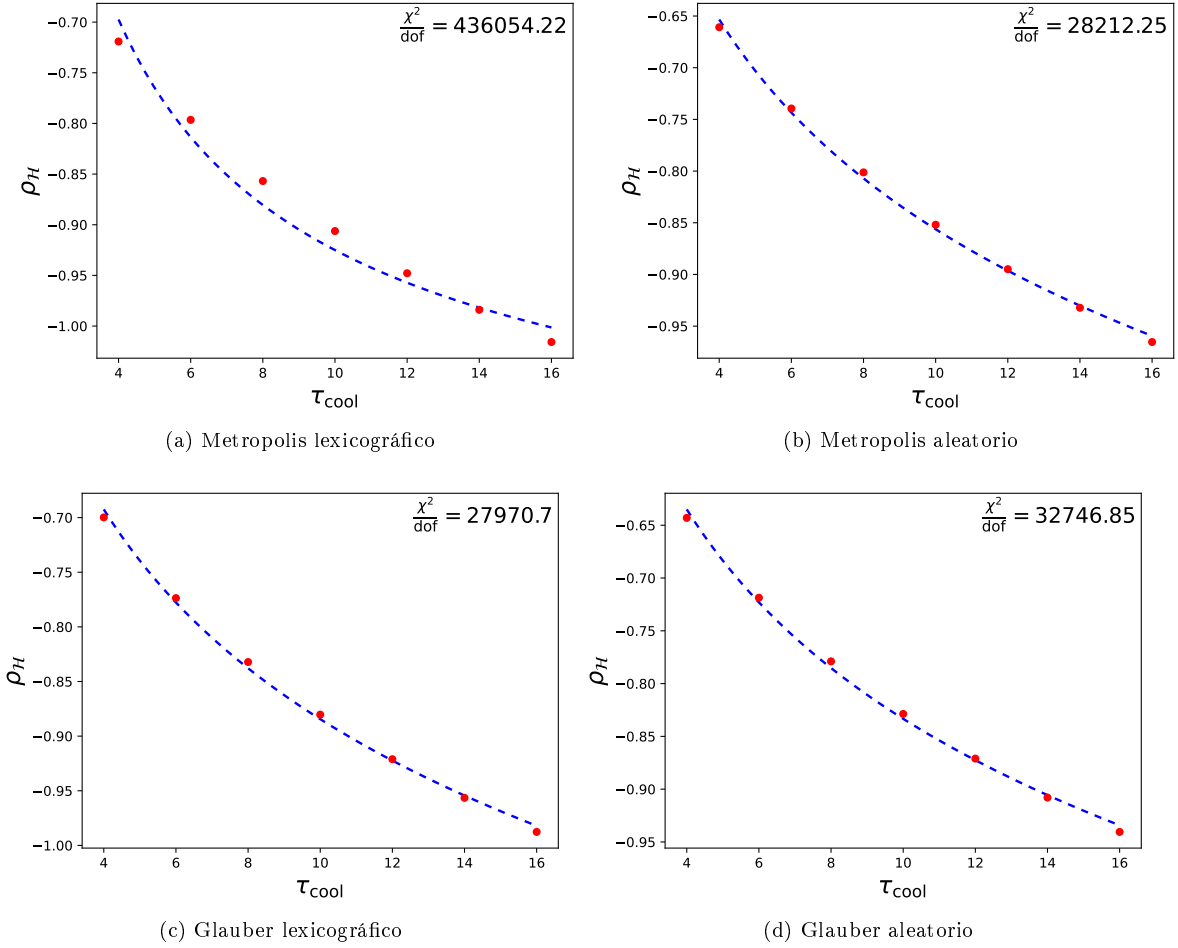 χ²/dof = 436054.22
−0.70
−0.75
−0.80
−0.85
−0.90
−0.95
−1.00
ρ_ℋ
4 6 8 10 12 14 16
τ_cool
(a) Metropolis lexicográfico
χ²/dof = 28212.25
−0.65
−0.70
−0.75
−0.80
−0.85
−0.90
−0.95
ρ_ℋ
4 6 8 10 12 14 16
τ_cool
(b) Metropolis aleatorio
χ²/dof = 27970.7
−0.70
−0.75
−0.80
−0.85
−0.90
−0.95
−1.00
ρ_ℋ
4 6 8 10 12 14 16
τ_cool
(c) Glauber lexicográfico
χ²/dof = 32746.85
−0.65
−0.70
−0.75
−0.80
−0.85
−0.90
−0.95
ρ_ℋ
4 6 8 10 12 14 16
τ_cool
(d) Glauber aleatorio